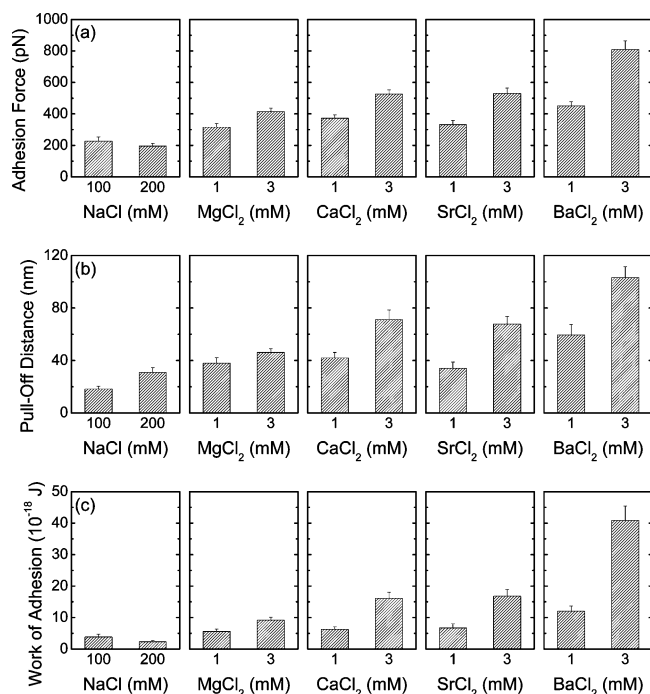 (a)
Adhesion Force (pN)
1000
800
600
400
200
0
100 200 1 3 1 3 1 3 1 3
NaCl (mM) MgCl₂ (mM) CaCl₂ (mM) SrCl₂ (mM) BaCl₂ (mM)
(b)
Pull-Off Distance (nm)
120
80
40
0
100 200 1 3 1 3 1 3 1 3
NaCl (mM) MgCl₂ (mM) CaCl₂ (mM) SrCl₂ (mM) BaCl₂ (mM)
(c)
Work of Adhesion (10⁻¹⁸ J)
50
40
30
20
10
0
100 200 1 3 1 3 1 3 1 3
NaCl (mM) MgCl₂ (mM) CaCl₂ (mM) SrCl₂ (mM) BaCl₂ (mM)